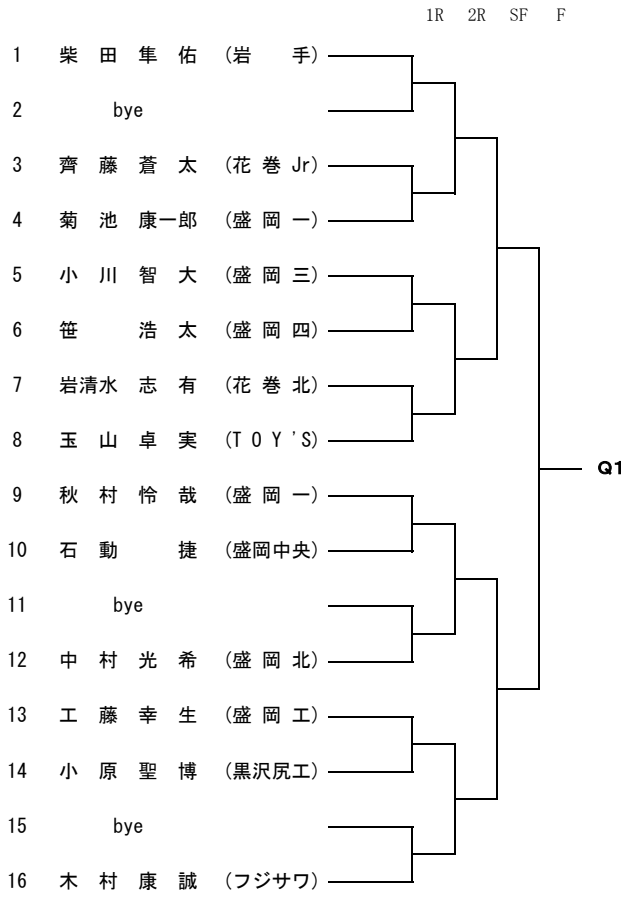 1R 2R SF F
1 柴田隼佑 (岩手)
2 bye
3 齊藤蒼太 (花巻Jr)
4 菊池康一郎 (盛岡一)
5 小川智大 (盛岡三)
6 笹浩太 (盛岡四)
7 岩清水志有 (花巻北)
8 玉山卓実 (TOY'S)
Q1
9 秋村怜哉 (盛岡一)
10 石動捷 (盛岡中央)
11 bye
12 中村光希 (盛岡北)
13 工藤幸生 (盛岡工)
14 小原聖博 (黒沢尻工)
15 bye
16 木村康誠 (フジサワ)